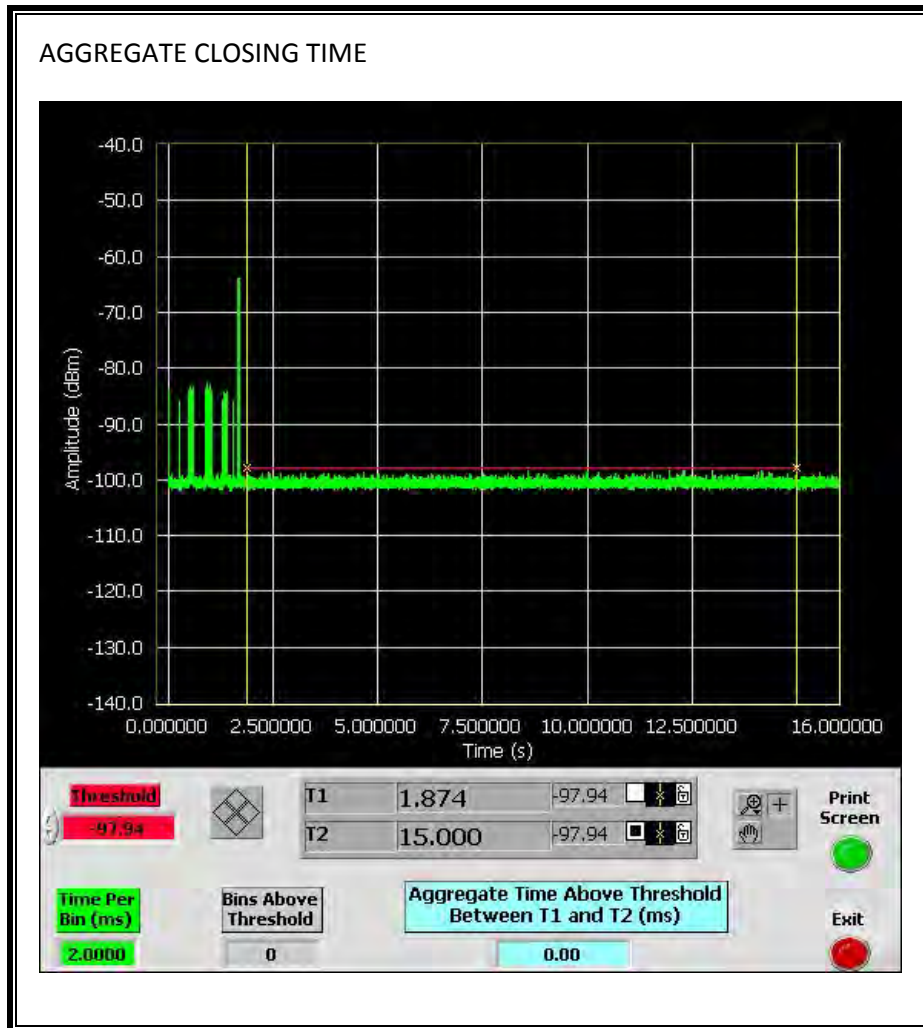 AGGREGATE CLOSING TIME
-40.0
-50.0
-60.0
-70.0
-80.0
-90.0
-100.0
-110.0
-120.0
-130.0
-140.0
Amplitude (dBm)
0.000000 2.500000 5.000000 7.500000 10.000000 12.500000 16.000000
Time (s)
Threshold
-97.94
T1 1.874 -97.94
T2 15.000 -97.94
Print
Screen
Time Per
Bin (ms)
2.0000
Bins Above
Threshold
0
Aggregate Time Above Threshold
Between T1 and T2 (ms)
0.00
Exit